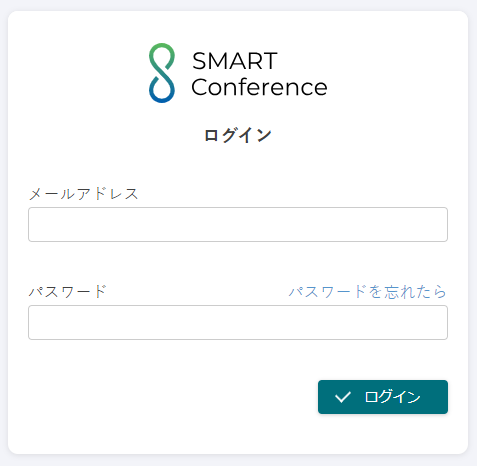 SMART
Conference
ログイン
メールアドレス
パスワード パスワードを忘れたら
ログイン